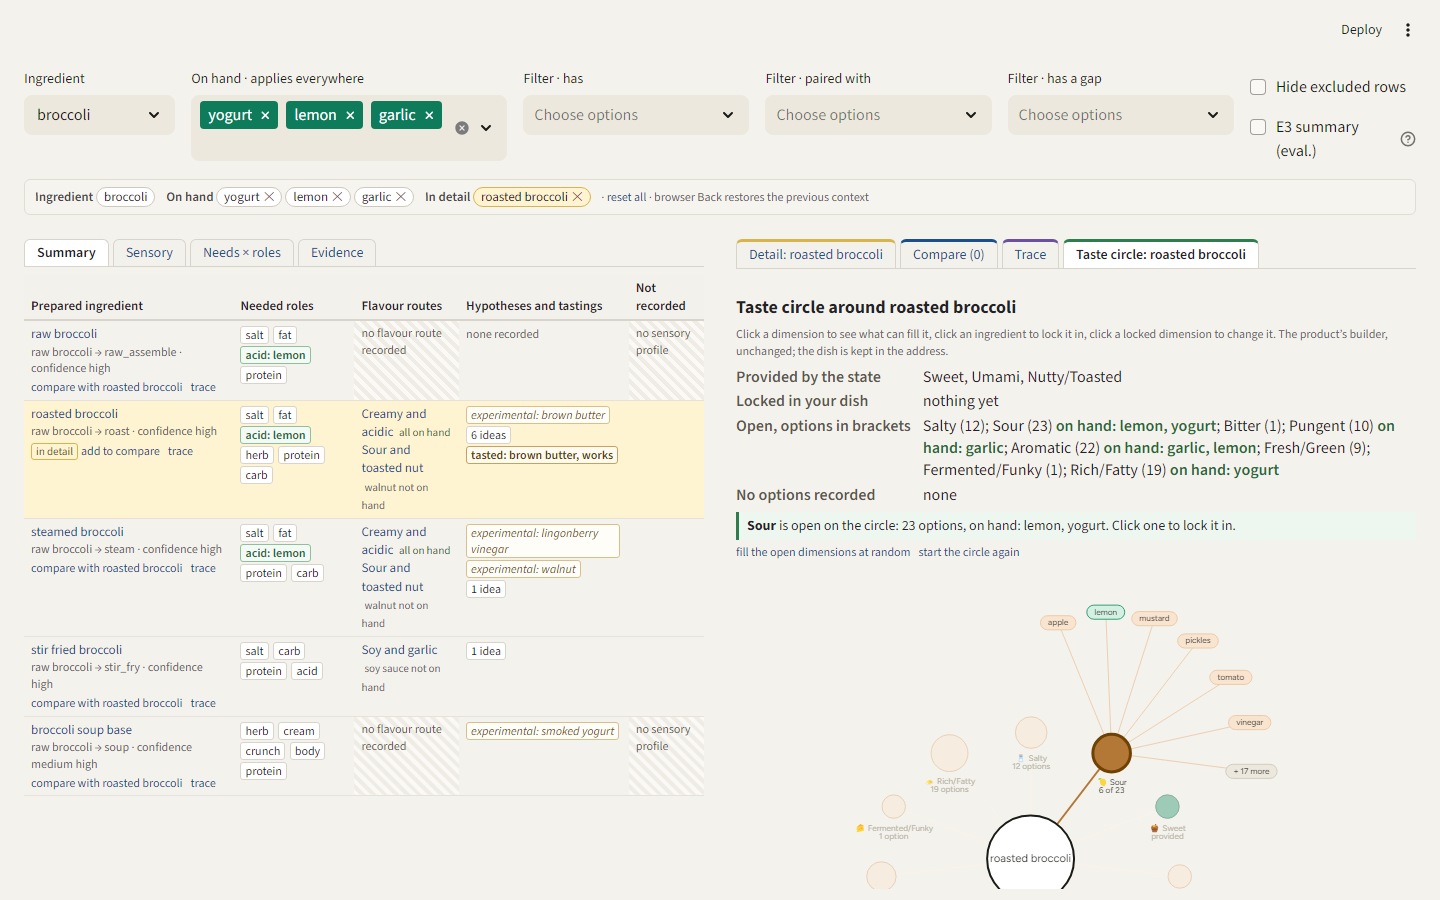 Deploy
Ingredient
On hand · applies everywhere
Filter · has
Filter · paired with
Filter · has a gap
Hide excluded rows
broccoli
yogurt × lemon × garlic ×
Choose options
Choose options
Choose options
E3 summary
(eval.)
Ingredient broccoli On hand yogurt × lemon × garlic × In detail roasted broccoli × · reset all · browser Back restores the previous context
Summary Sensory Needs × roles Evidence
Prepared ingredient Needed roles Flavour routes Hypotheses and tastings Not recorded
raw broccoli
raw broccoli → raw_assemble ·
confidence high
compare with roasted broccoli trace
salt fat
acid: lemon
protein
no flavour route
recorded
none recorded
no sensory
profile
roasted broccoli
raw broccoli → roast · confidence high
in detail add to compare trace
salt fat
acid: lemon
herb protein
carb
Creamy and
acidic all on hand
Sour and
toasted nut
walnut not on
hand
experimental: brown butter
6 ideas
tasted: brown butter, works
steamed broccoli
raw broccoli → steam · confidence high
compare with roasted broccoli trace
salt fat
acid: lemon
protein carb
Creamy and
acidic all on hand
Sour and
toasted nut
walnut not on
hand
experimental: lingonberry
vinegar
experimental: walnut
1 idea
stir fried broccoli
raw broccoli → stir_fry · confidence
high
compare with roasted broccoli trace
salt carb
protein acid
Soy and garlic
soy sauce not on
hand
1 idea
broccoli soup base
raw broccoli → soup · confidence
medium high
compare with roasted broccoli trace
herb cream
crunch body
protein
no flavour route
recorded
experimental: smoked yogurt
no sensory
profile
Detail: roasted broccoli Compare (0) Trace Taste circle: roasted broccoli
Taste circle around roasted broccoli
Click a dimension to see what can fill it, click an ingredient to lock it in, click a locked dimension to change it. The product's builder,
unchanged; the dish is kept in the address.
Provided by the state Sweet, Umami, Nutty/Toasted
Locked in your dish nothing yet
Open, options in brackets Salty (12); Sour (23) on hand: lemon, yogurt; Bitter (1); Pungent (10) on
hand: garlic; Aromatic (22) on hand: garlic, lemon; Fresh/Green (9);
Fermented/Funky (1); Rich/Fatty (19) on hand: yogurt
No options recorded none
Sour is open on the circle: 23 options, on hand: lemon, yogurt. Click one to lock it in.
fill the open dimensions at random start the circle again
lemon
apple
mustard
pickles
tomato
vinegar
+ 17 more
Salty
12 options
Rich/Fatty
19 options
Sour
6 of 23
Fermented/Funky
1 option
Sweet
provided
roasted broccoli